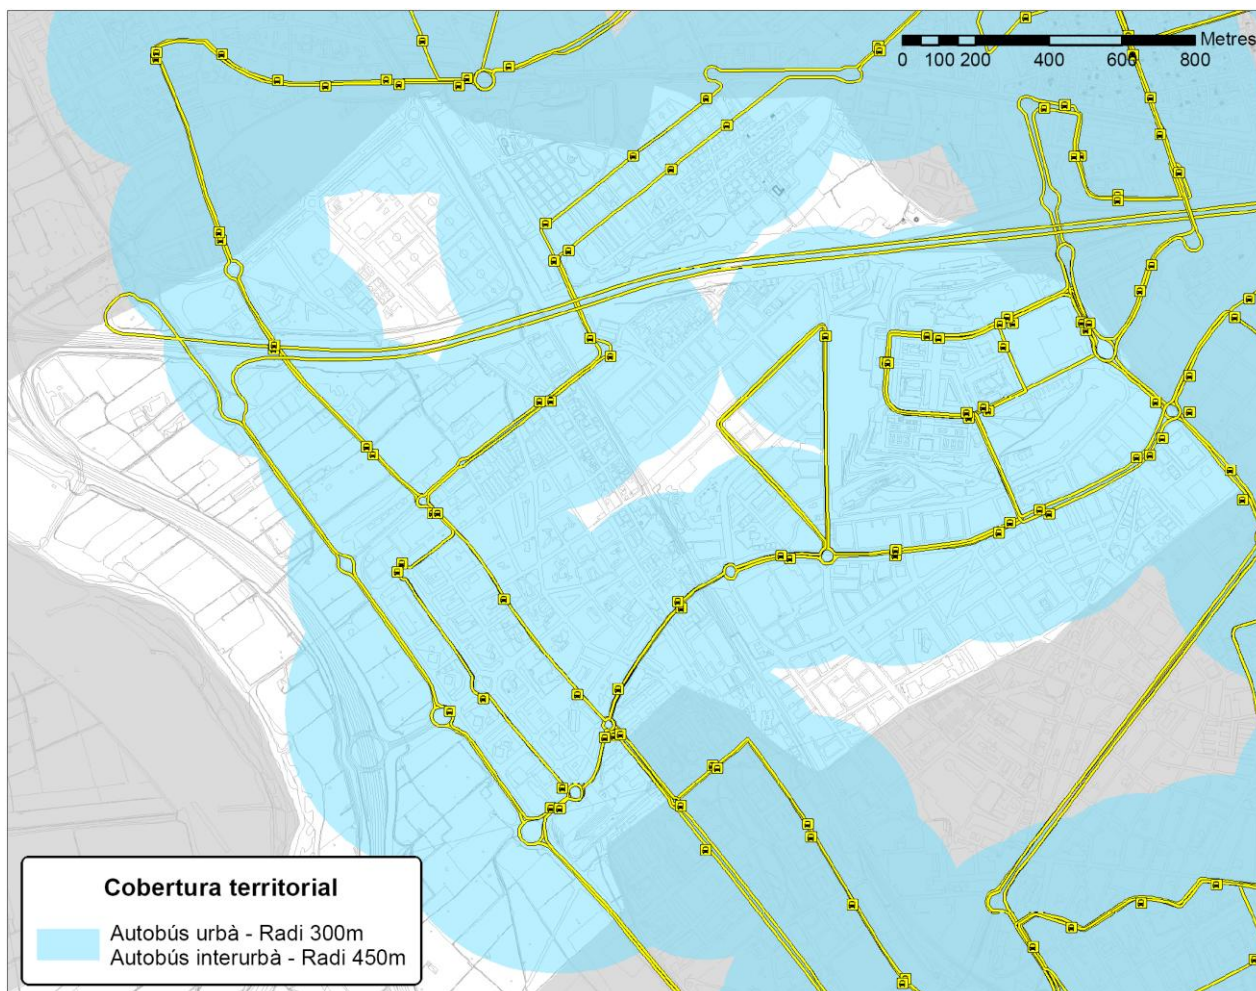 Metres
0 100 200 400 600 800
Cobertura territorial
Autobús urbà - Radi 300m
Autobús interurbà - Radi 450m